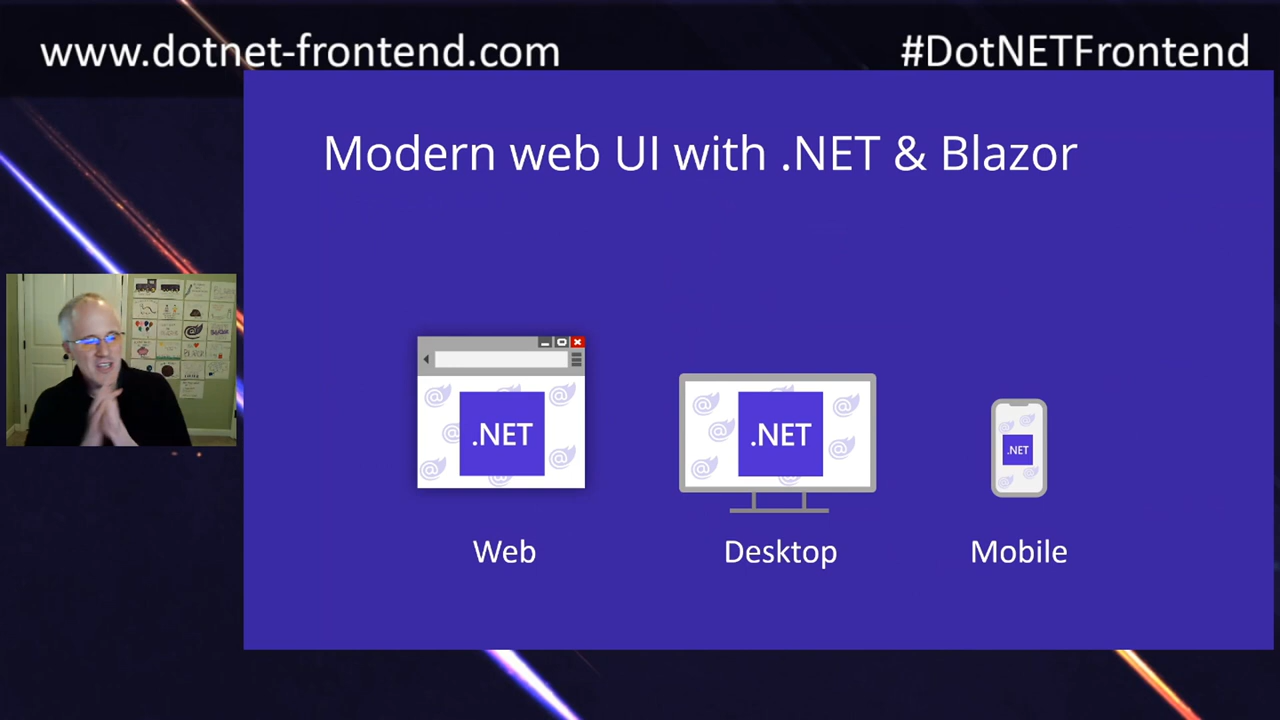 www.dotnet-frontend.com
#DotNETFrontend
Modern web UI with .NET & Blazor
.NET
.NET
.NET
Web
Desktop
Mobile